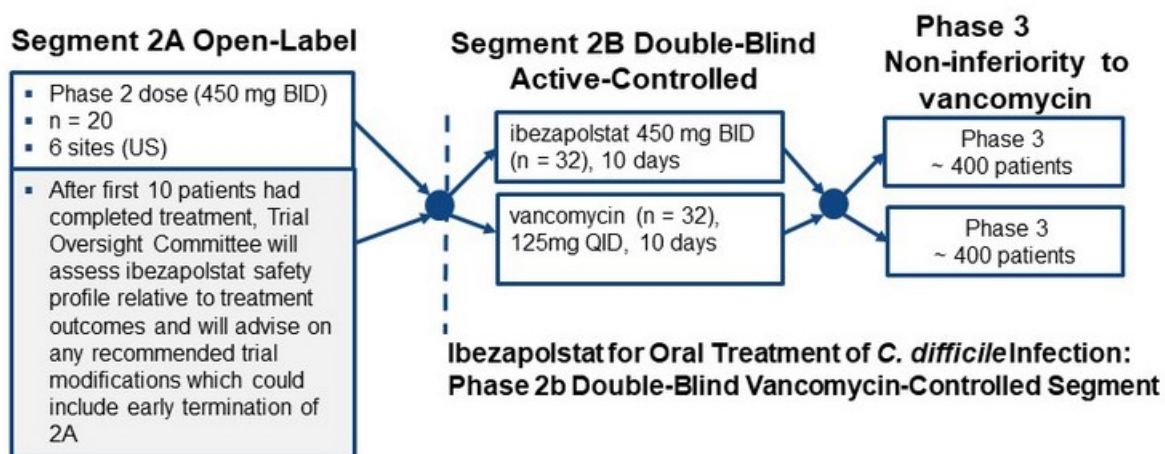 Segment 2A Open-Label
Phase 2 dose (450 mg BID)
n = 20
6 sites (US)
After first 10 patients had
completed treatment, Trial
Oversight Committee will
assess ibezapolstat safety
profile relative to treatment
outcomes and will advise on
any recommended trial
modifications which could
include early termination of
2A
Segment 2B Double-Blind
Active-Controlled
ibezapolstat 450 mg BID
(n = 32), 10 days
vancomycin (n = 32),
125mg QID, 10 days
Phase 3
Non-inferiority to
vancomycin
Phase 3
~ 400 patients
Phase 3
~ 400 patients
Ibezapolstat for Oral Treatment of C. difficile Infection:
Phase 2b Double-Blind Vancomycin-Controlled Segment